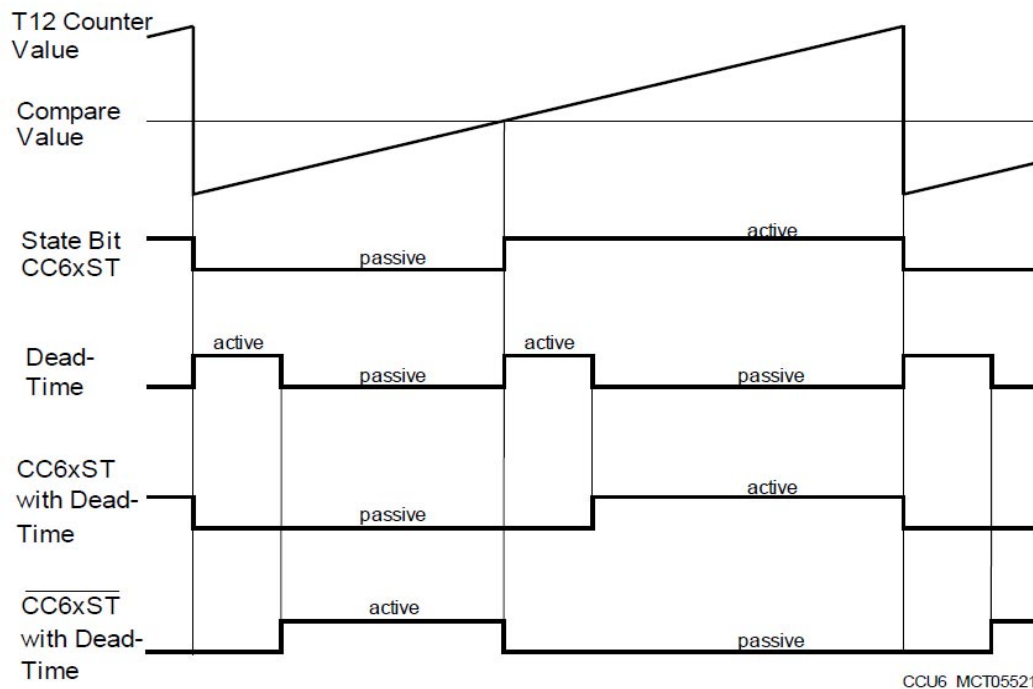 T12 Counter
Value
Compare
Value
State Bit
CC6xST
passive
active
Dead-
Time
active
passive
active
passive
CC6xST
with Dead-
Time
passive
active
CC6xST
with Dead-
Time
active
passive
CCU6_MCT05521